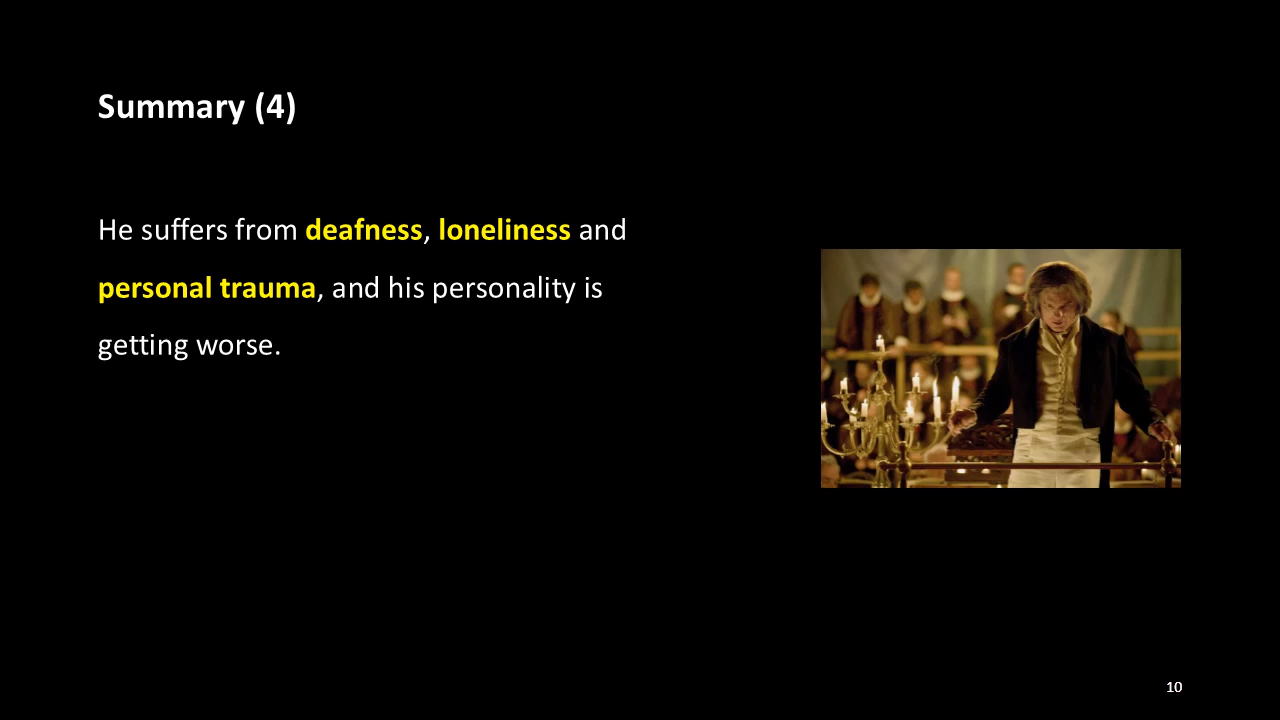 Summary (4)
He suffers from deafness, loneliness and
personal trauma, and his personality is
getting worse.
10